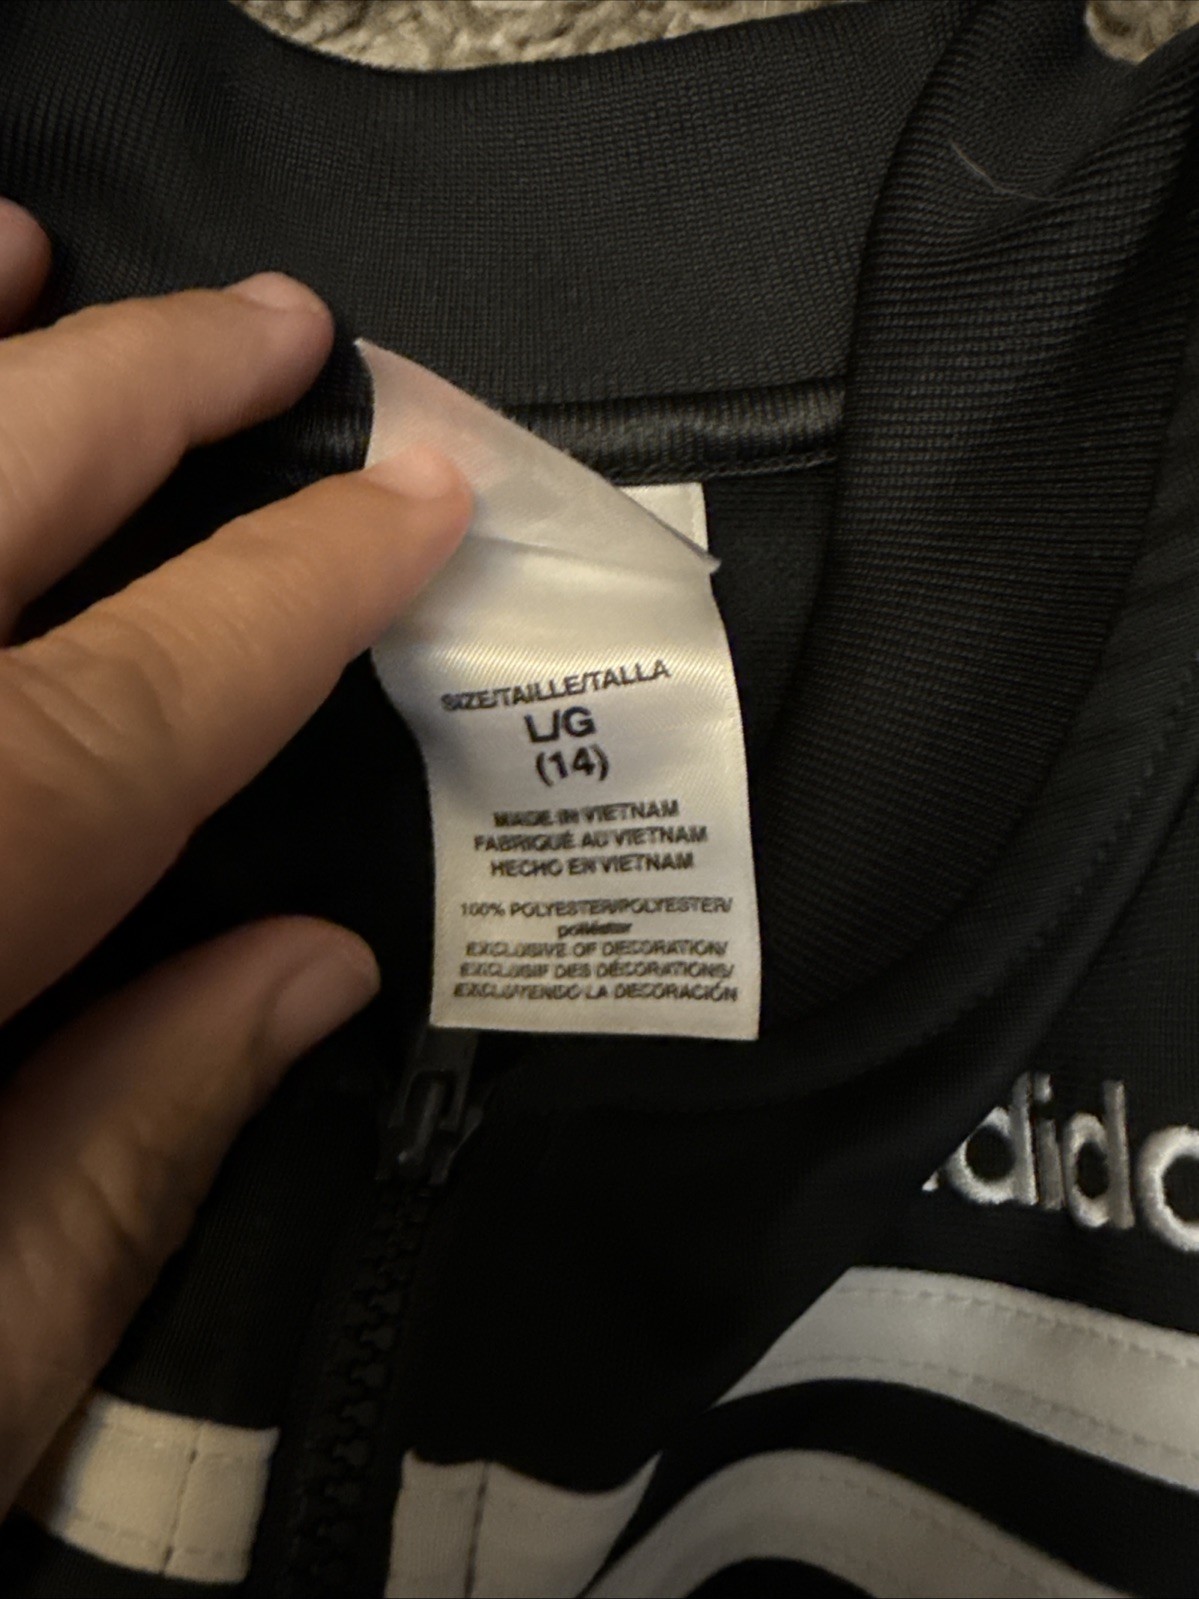 SIZE/TAILLE/TALLA
L/G
(14)
MADE IN VIETNAM
FABRIQUÉ AU VIETNAM
HECHO EN VIETNAM
100% POLYESTER/POLYESTER/
poliéster
EXCLUSIVE OF DECORATION/
EXCLUSIF DES DÉCORATIONS/
EXCLUYENDO LA DECORACIÓN
adida